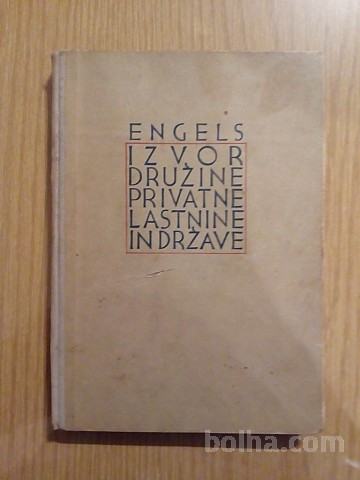 ENGELS
IZVOR
DRUŽINE
PRIVATNE
LASTNINE
IN DRŽAVE
bolha.com